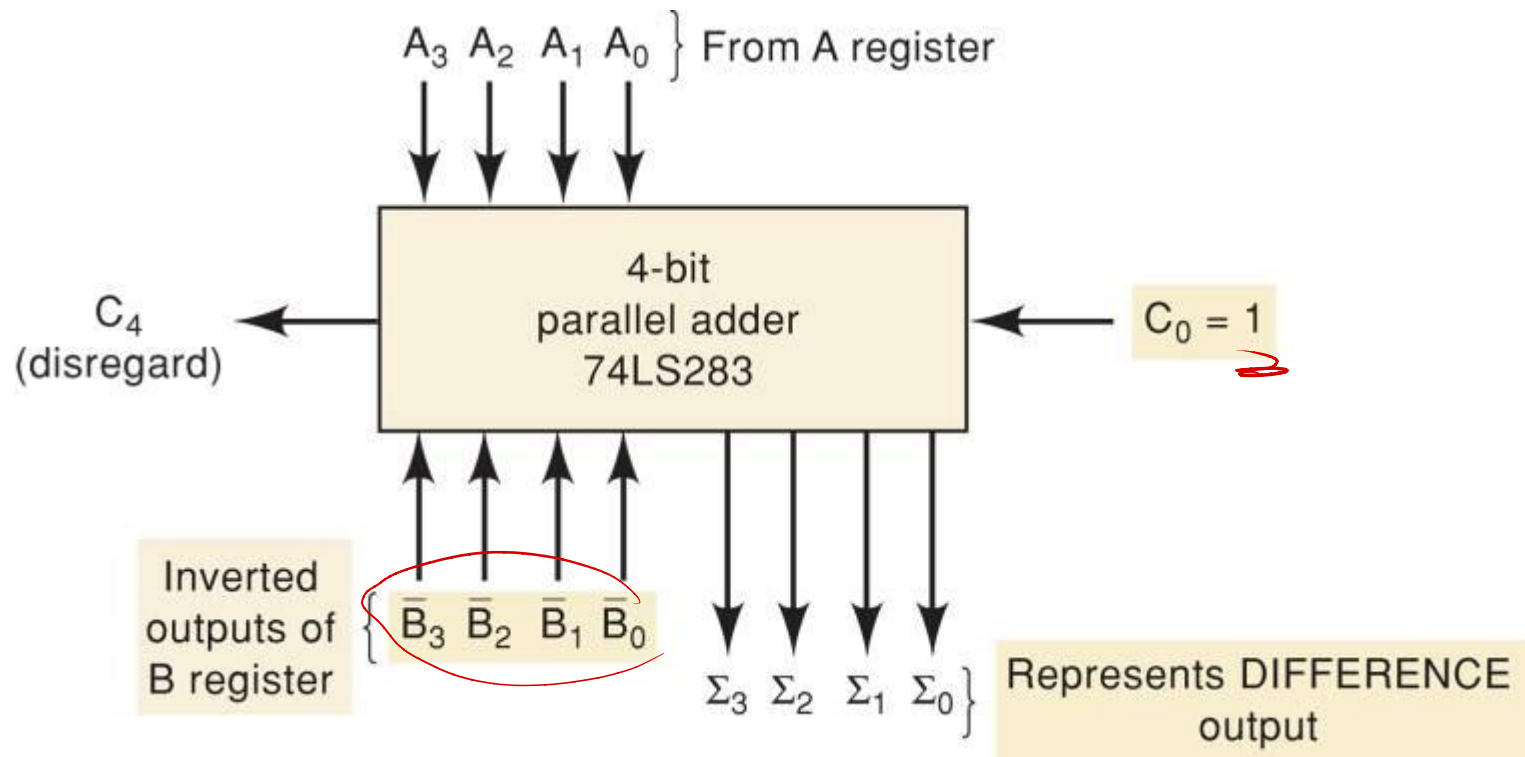 A₃ A₂ A₁ A₀ } From A register
4-bit
parallel adder
74LS283
C₄
(disregard)
C₀ = 1
Inverted
outputs of
B register
{ B̅₃ B̅₂ B̅₁ B̅₀
Σ₃ Σ₂ Σ₁ Σ₀ }
Represents DIFFERENCE
output